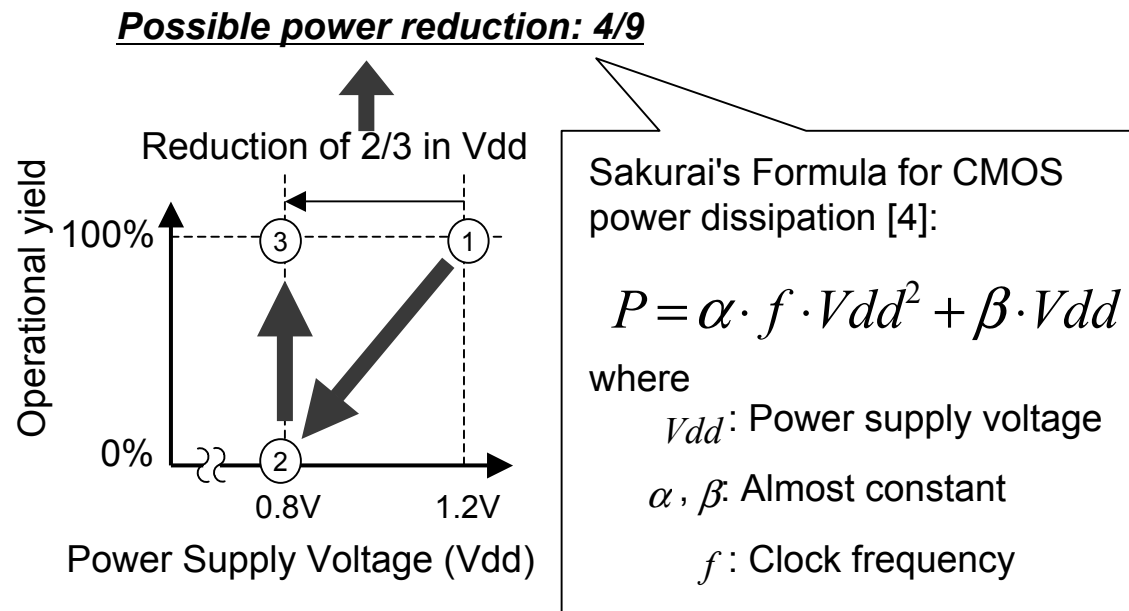 Possible power reduction: 4/9
Reduction of 2/3 in Vdd
Operational yield
100%
3
1
0%
2
0.8V
1.2V
Power Supply Voltage (Vdd)
Sakurai's Formula for CMOS
power dissipation [4]:
P = α· f ·Vdd² + β·Vdd
where
Vdd: Power supply voltage
α , β: Almost constant
f : Clock frequency